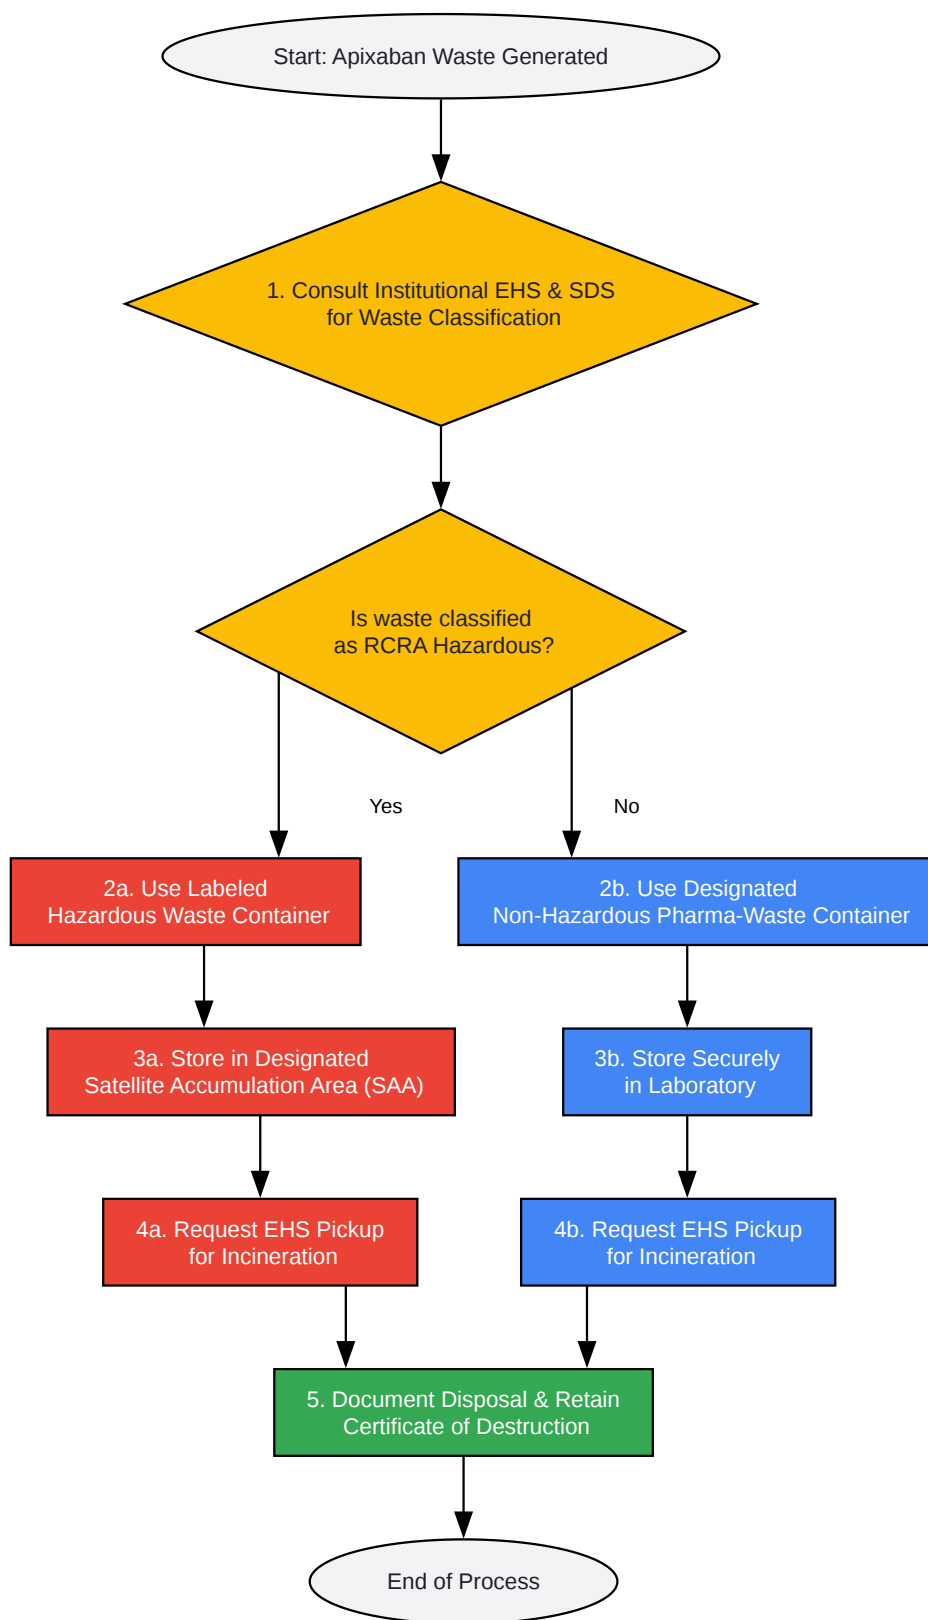 Start: Apixaban Waste Generated
1. Consult Institutional EHS & SDS
for Waste Classification
Is waste classified
as RCRA Hazardous?
Yes
No
2a. Use Labeled
Hazardous Waste Container
2b. Use Designated
Non-Hazardous Pharma-Waste Container
3a. Store in Designated
Satellite Accumulation Area (SAA)
3b. Store Securely
in Laboratory
4a. Request EHS Pickup
for Incineration
4b. Request EHS Pickup
for Incineration
5. Document Disposal & Retain
Certificate of Destruction
End of Process